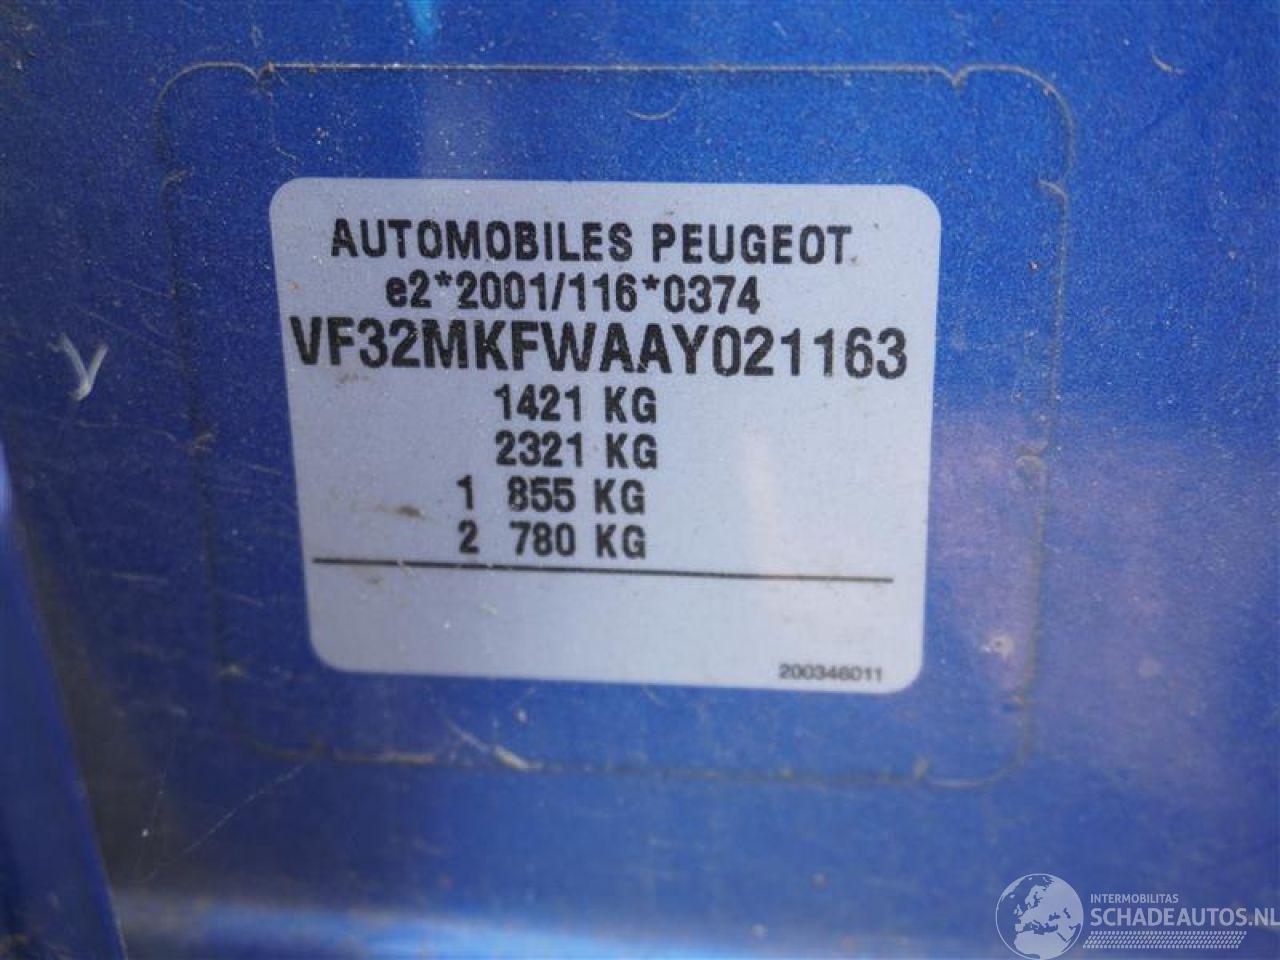 AUTOMOBILES PEUGEOT
e2*2001/116*0374
VF32MKFWAAY021163
1421 KG
2321 KG
1 855 KG
2 780 KG
200346011
INTERMOBILITAS
SCHADEAUTOS.NL